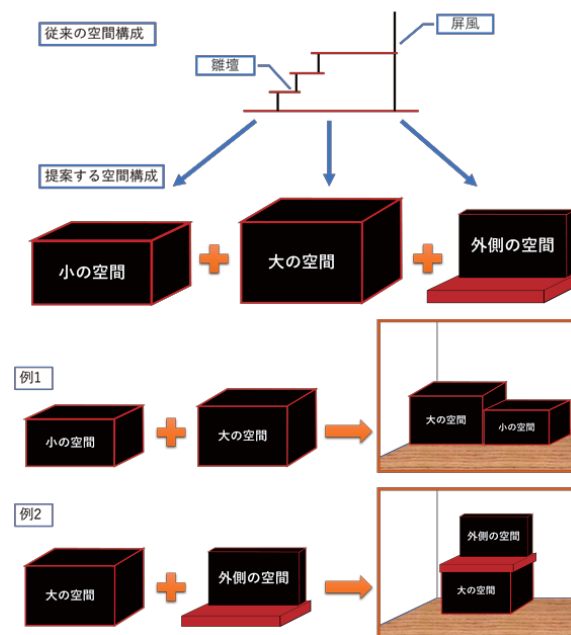 従来の空間構成
屏風
雛壇
提案する空間構成
小の空間
大の空間
外側の空間
例1
小の空間
大の空間
大の空間
小の空間
例2
大の空間
外側の空間
外側の空間
大の空間